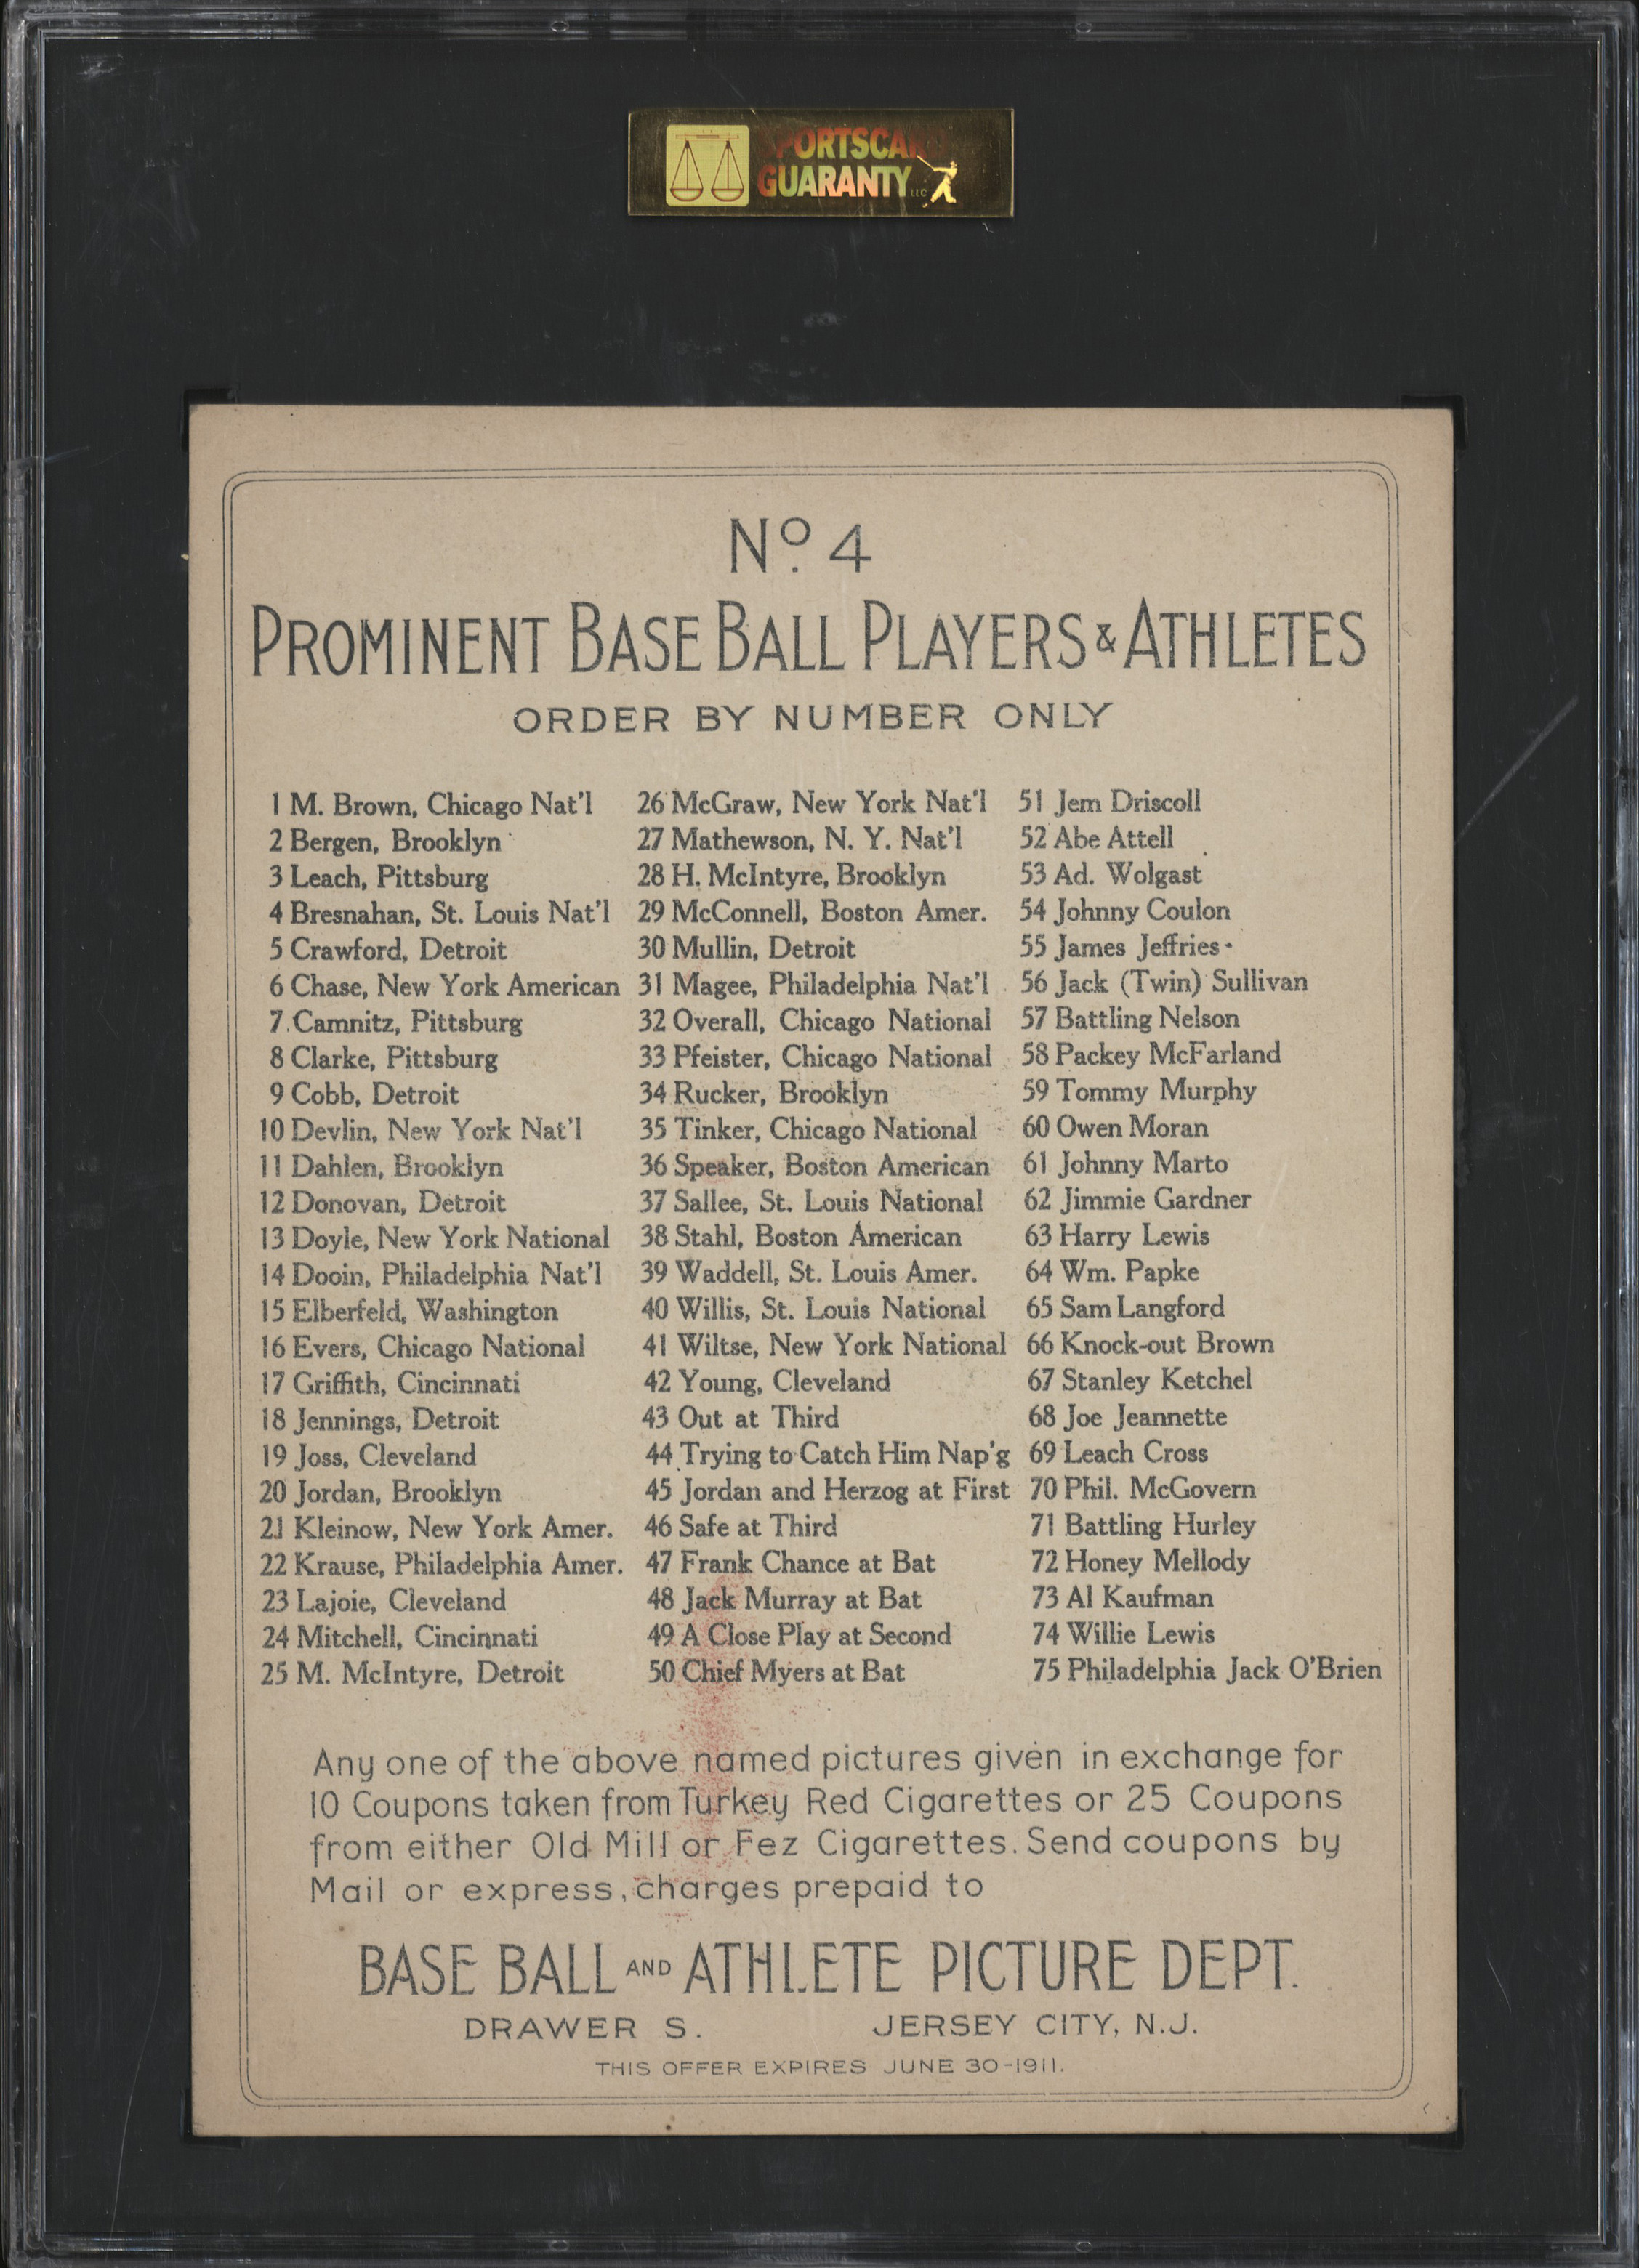 SPORTSCARD
GUARANTY LLC
No. 4
PROMINENT BASE BALL PLAYERS & ATHLETES
ORDER BY NUMBER ONLY
1 M. Brown, Chicago Nat'l
2 Bergen, Brooklyn
3 Leach, Pittsburg
4 Bresnahan, St. Louis Nat'l
5 Crawford, Detroit
6 Chase, New York American
7 Camnitz, Pittsburg
8 Clarke, Pittsburg
9 Cobb, Detroit
10 Devlin, New York Nat'l
11 Dahlen, Brooklyn
12 Donovan, Detroit
13 Doyle, New York National
14 Dooin, Philadelphia Nat'l
15 Elberfeld, Washington
16 Evers, Chicago National
17 Griffith, Cincinnati
18 Jennings, Detroit
19 Joss, Cleveland
20 Jordan, Brooklyn
21 Kleinow, New York Amer.
22 Krause, Philadelphia Amer.
23 Lajoie, Cleveland
24 Mitchell, Cincinnati
25 M. McIntyre, Detroit
26 McGraw, New York Nat'l
27 Mathewson, N. Y. Nat'l
28 H. McIntyre, Brooklyn
29 McConnell, Boston Amer.
30 Mullin, Detroit
31 Magee, Philadelphia Nat'l
32 Overall, Chicago National
33 Pfeister, Chicago National
34 Rucker, Brooklyn
35 Tinker, Chicago National
36 Speaker, Boston American
37 Sallee, St. Louis National
38 Stahl, Boston American
39 Waddell, St. Louis Amer.
40 Willis, St. Louis National
41 Wiltse, New York National
42 Young, Cleveland
43 Out at Third
44 Trying to Catch Him Nap'g
45 Jordan and Herzog at First
46 Safe at Third
47 Frank Chance at Bat
48 Jack Murray at Bat
49 A Close Play at Second
50 Chief Myers at Bat
51 Jem Driscoll
52 Abe Attell
53 Ad. Wolgast
54 Johnny Coulon
55 James Jeffries
56 Jack (Twin) Sullivan
57 Battling Nelson
58 Packey McFarland
59 Tommy Murphy
60 Owen Moran
61 Johnny Marto
62 Jimmie Gardner
63 Harry Lewis
64 Wm. Papke
65 Sam Langford
66 Knock-out Brown
67 Stanley Ketchel
68 Joe Jeannette
69 Leach Cross
70 Phil. McGovern
71 Battling Hurley
72 Honey Mellody
73 Al Kaufman
74 Willie Lewis
75 Philadelphia Jack O'Brien
Any one of the above named pictures given in exchange for
10 Coupons taken from Turkey Red Cigarettes or 25 Coupons
from either Old Mill or Fez Cigarettes. Send coupons by
Mail or express, charges prepaid to
BASE BALL AND ATHLETE PICTURE DEPT.
DRAWER S. JERSEY CITY, N.J.
THIS OFFER EXPIRES JUNE 30-1911.